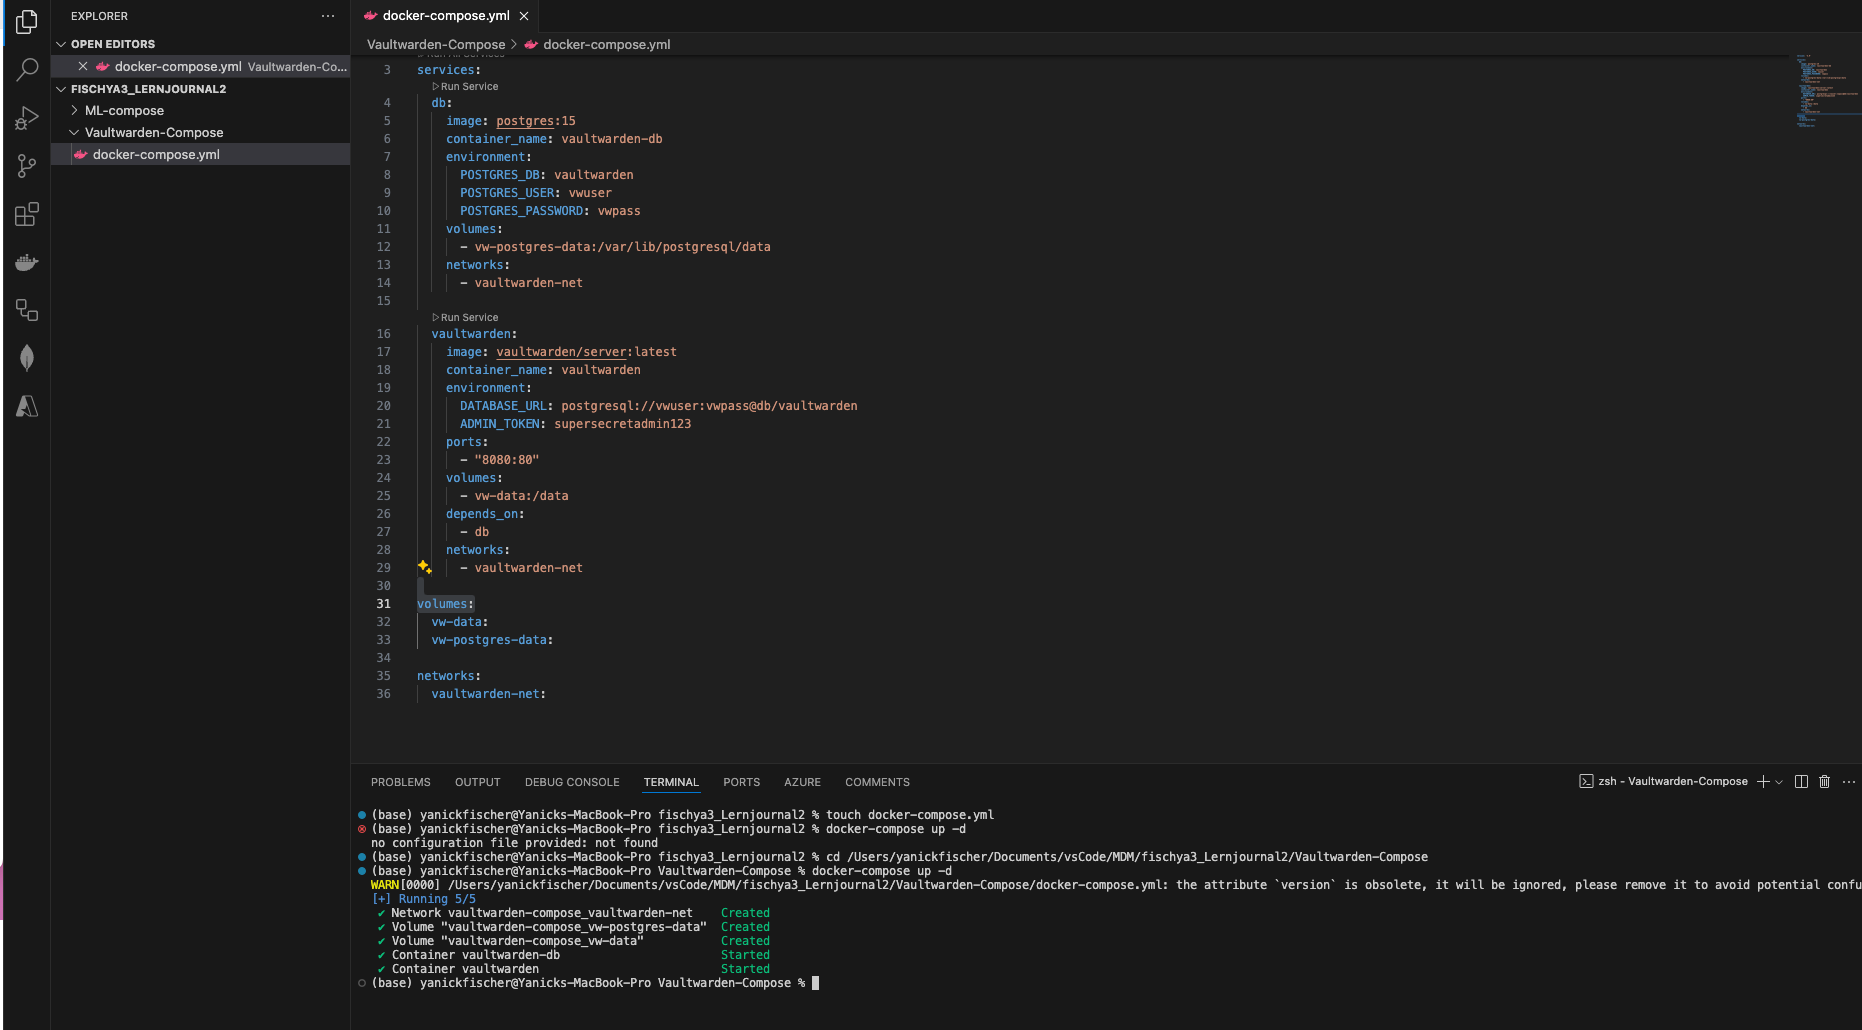 EXPLORER
OPEN EDITORS
docker-compose.yml Vaultwarden-Co...
FISCHYA3_LERNJOURNAL2
ML-compose
Vaultwarden-Compose
docker-compose.yml
docker-compose.yml
Vaultwarden-Compose > docker-compose.yml
3 services:
Run Service
4 db:
5 image: postgres:15
6 container_name: vaultwarden-db
7 environment:
8 POSTGRES_DB: vaultwarden
9 POSTGRES_USER: vwuser
10 POSTGRES_PASSWORD: vwpass
11 volumes:
12 - vw-postgres-data:/var/lib/postgresql/data
13 networks:
14 - vaultwarden-net
15
Run Service
16 vaultwarden:
17 image: vaultwarden/server:latest
18 container_name: vaultwarden
19 environment:
20 DATABASE_URL: postgresql://vwuser:vwpass@db/vaultwarden
21 ADMIN_TOKEN: supersecretadmin123
22 ports:
23 - "8080:80"
24 volumes:
25 - vw-data:/data
26 depends_on:
27 - db
28 networks:
29 - vaultwarden-net
30
31 volumes:
32 vw-data:
33 vw-postgres-data:
34
35 networks:
36 vaultwarden-net:
PROBLEMS OUTPUT DEBUG CONSOLE TERMINAL PORTS AZURE COMMENTS
zsh - Vaultwarden-Compose
(base) yanickfischer@Yanicks-MacBook-Pro fischya3_Lernjournal2 % touch docker-compose.yml
(base) yanickfischer@Yanicks-MacBook-Pro fischya3_Lernjournal2 % docker-compose up -d
no configuration file provided: not found
(base) yanickfischer@Yanicks-MacBook-Pro fischya3_Lernjournal2 % cd /Users/yanickfischer/Documents/vsCode/MDM/fischya3_Lernjournal2/Vaultwarden-Compose
(base) yanickfischer@Yanicks-MacBook-Pro Vaultwarden-Compose % docker-compose up -d
WARN[0000] /Users/yanickfischer/Documents/vsCode/MDM/fischya3_Lernjournal2/Vaultwarden-Compose/docker-compose.yml: the attribute `version` is obsolete, it will be ignored, please remove it to avoid potential confu
[+] Running 5/5
✔ Network vaultwarden-compose_vaultwarden-net Created
✔ Volume "vaultwarden-compose_vw-postgres-data" Created
✔ Volume "vaultwarden-compose_vw-data" Created
✔ Container vaultwarden-db Started
✔ Container vaultwarden Started
(base) yanickfischer@Yanicks-MacBook-Pro Vaultwarden-Compose %